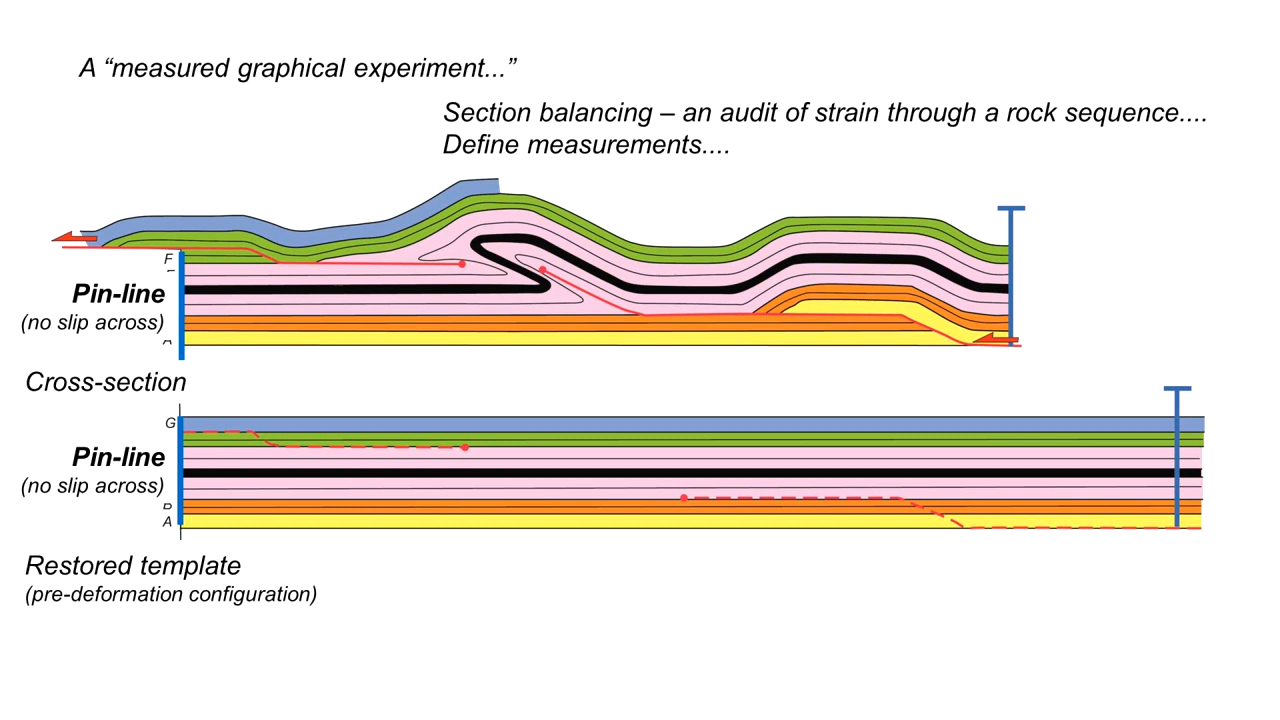 A “measured graphical experiment...”
Section balancing – an audit of strain through a rock sequence....
Define measurements....
F
Pin-line
(no slip across)
Cross-section
G
Pin-line
(no slip across)
A
Restored template
(pre-deformation configuration)